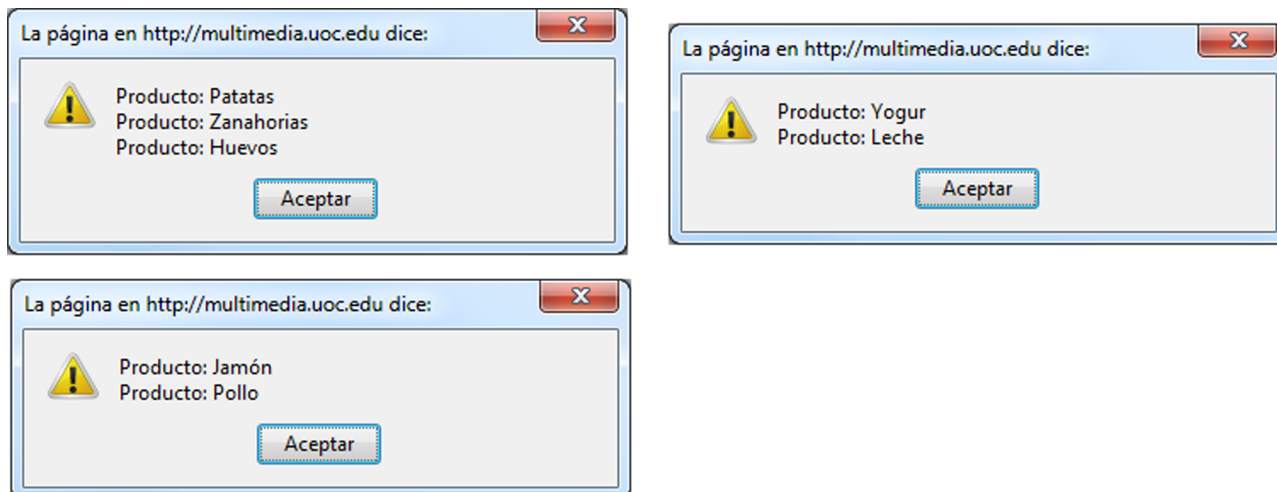 La página en http://multimedia.uoc.edu dice:
Producto: Patatas
Producto: Zanahorias
Producto: Huevos
Aceptar
La página en http://multimedia.uoc.edu dice:
Producto: Yogur
Producto: Leche
Aceptar
La página en http://multimedia.uoc.edu dice:
Producto: Jamón
Producto: Pollo
Aceptar